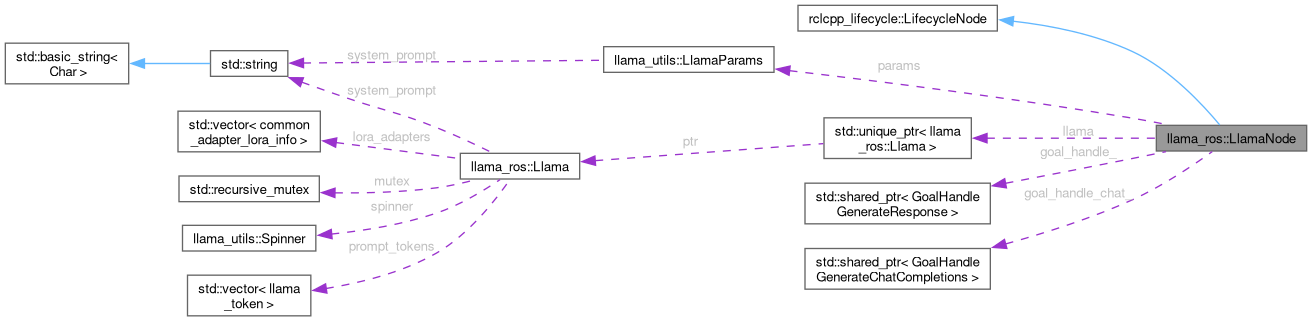 rclcpp_lifecycle::LifecycleNode
std::basic_string<
Char >
std::string
system_prompt
llama_utils::LlamaParams
params
system_prompt
std::vector< common
_adapter_lora_info >
lora_adapters
ptr
std::unique_ptr< llama
_ros::Llama >
llama
llama_ros::LlamaNode
goal_handle_
llama_ros::Llama
std::recursive_mutex
mutex
spinner
std::shared_ptr< GoalHandle
GenerateResponse >
goal_handle_chat_
llama_utils::Spinner
prompt_tokens
std::shared_ptr< GoalHandle
GenerateChatCompletions >
std::vector< llama
_token >